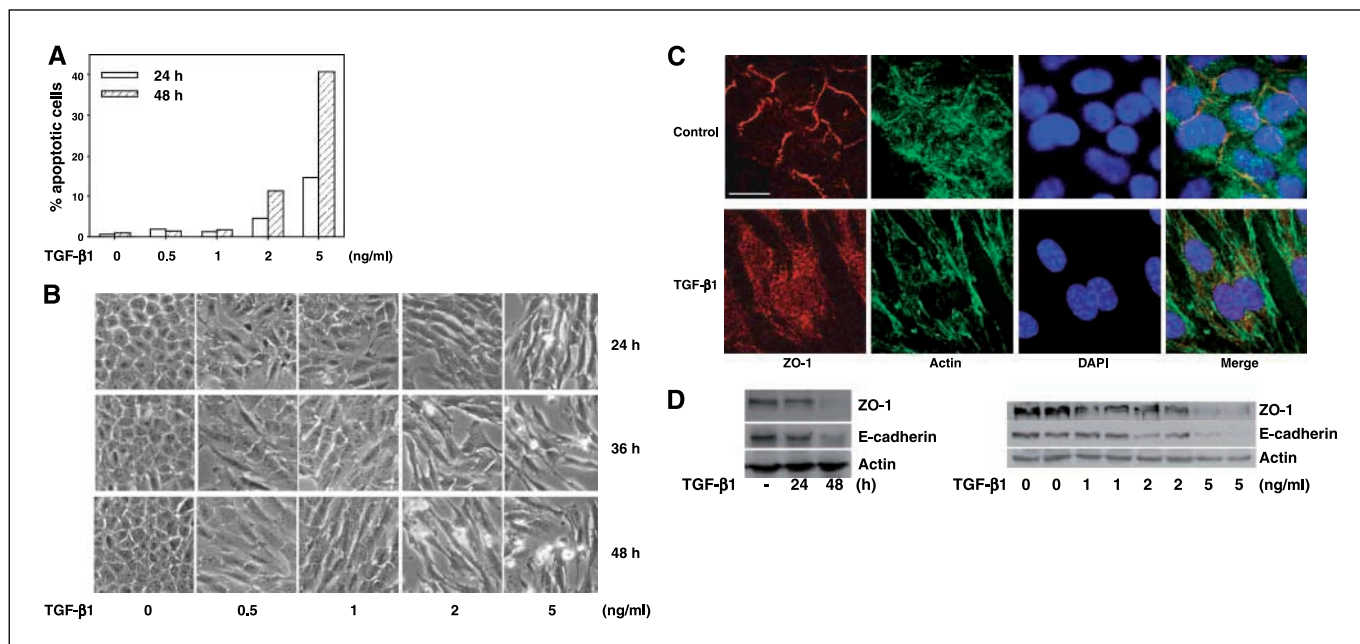 A
40
30
20
10
0
% apoptotic cells
24 h
48 h
TGF-β1 0 0.5 1 2 5 (ng/ml)
B
24 h
36 h
48 h
TGF-β1 0 0.5 1 2 5 (ng/ml)
C
Control
TGF-β1
ZO-1 Actin DAPI Merge
D
ZO-1
E-cadherin
Actin
TGF-β1 - 24 48 (h)
ZO-1
E-cadherin
Actin
TGF-β1 0 0 1 1 2 2 5 5 (ng/ml)